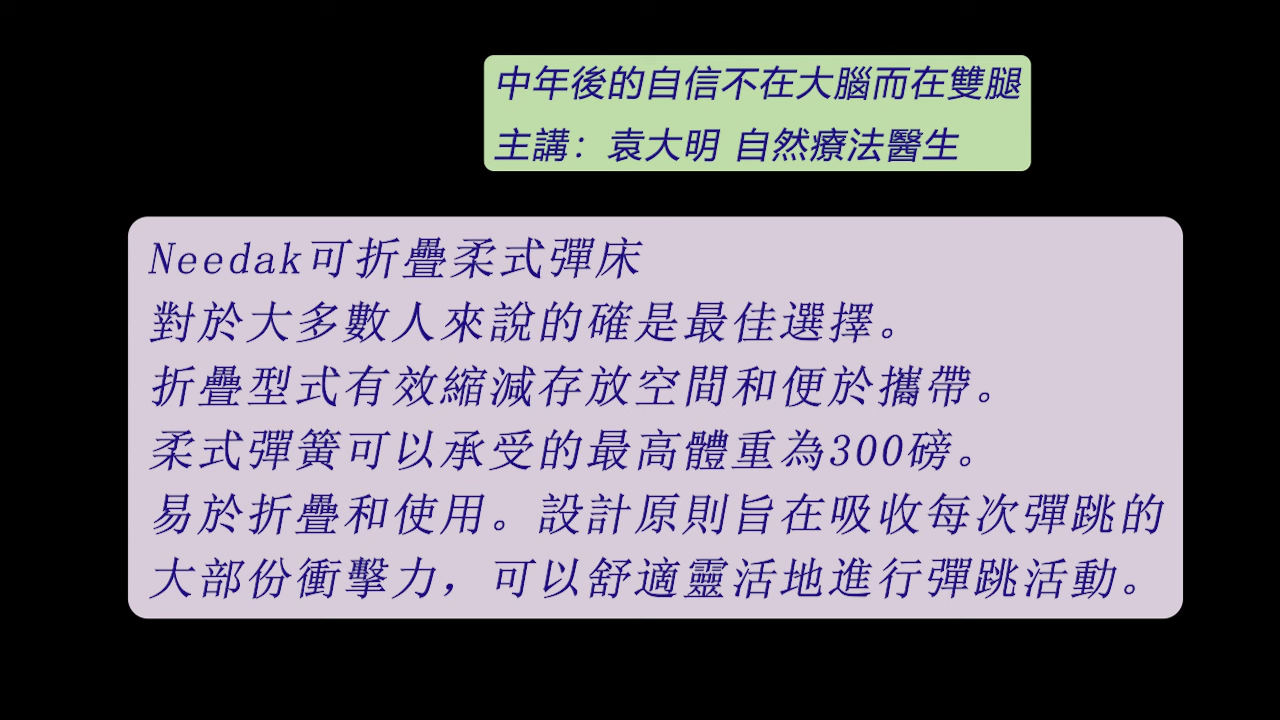 中年後的自信不在大腦而在雙腿
主講：袁大明 自然療法醫生
Needak可折疊柔式彈床
對於大多數人來說的確是最佳選擇。
折疊型式有效縮減存放空間和便於攜帶。
柔式彈簧可以承受的最高體重為300磅。
易於折疊和使用。設計原則旨在吸收每次彈跳的
大部份衝擊力，可以舒適靈活地進行彈跳活動。